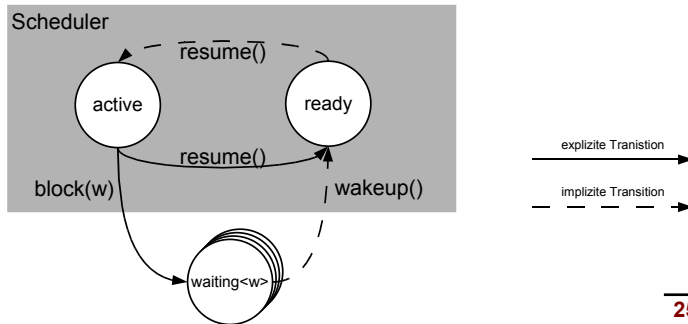 Scheduler
resume()
active
ready
resume()
block(w)
wakeup()
waiting<w>
explizite Tranistion
implizite Transition
25